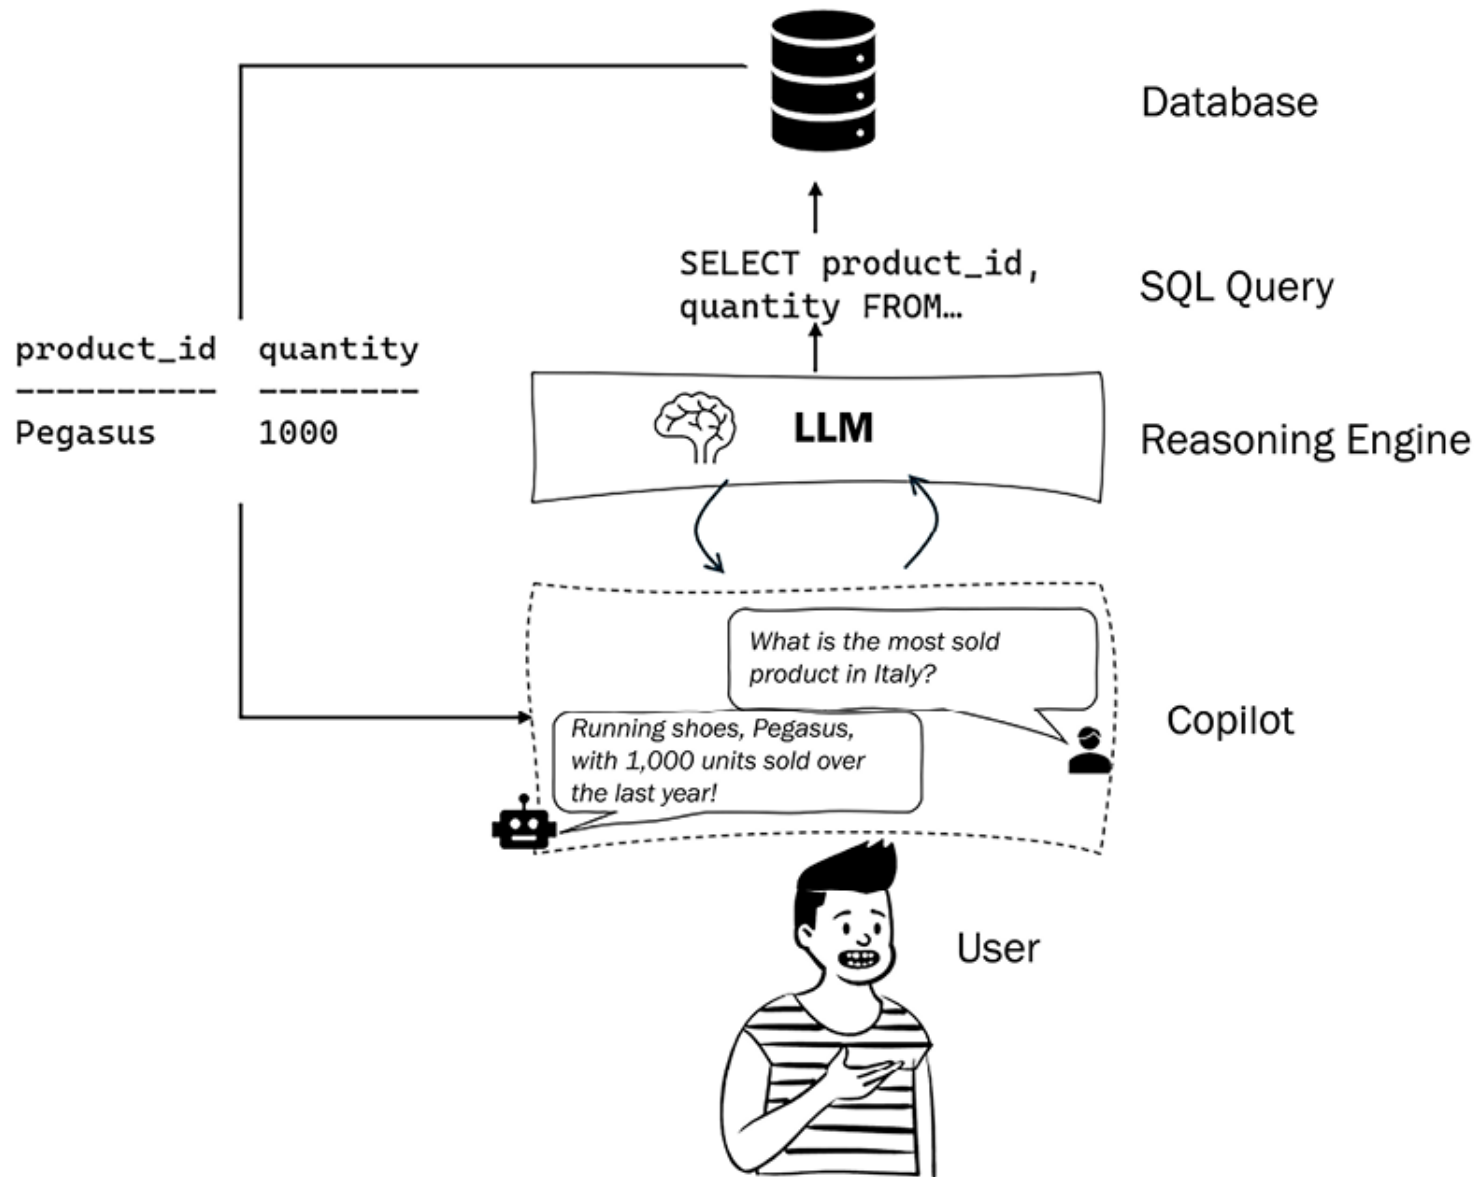 Database
SELECT product_id,
quantity FROM…
SQL Query
product_id quantity
---------- --------
Pegasus 1000
LLM
Reasoning Engine
What is the most sold
product in Italy?
Copilot
Running shoes, Pegasus,
with 1,000 units sold over
the last year!
User